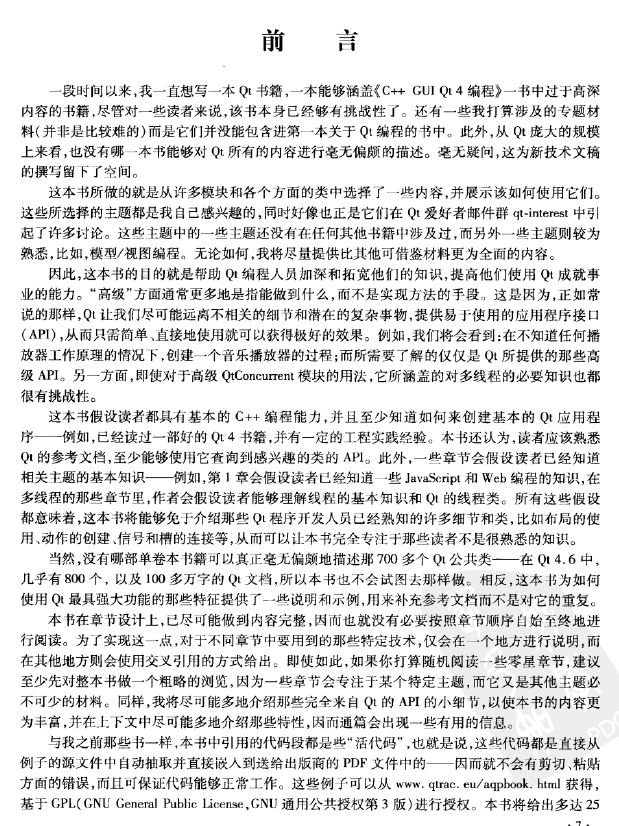 前 言
一段时间以来,我一直想写一本 Qt 书籍,一本能够涵盖《C++ GUI Qt 4 编程》一书中过于高深
内容的书籍,尽管对一些读者来说,该书本身已经够有挑战性了。还有一些我打算涉及的专题材
料(并非是比较难的)而是它们并没能包含进第一本关于 Qt 编程的书中。此外,从 Qt 庞大的规模
上来看,也没有哪一本书能够对 Qt 所有的内容进行毫无偏颇的描述。毫无疑问,这为新技术文稿
的撰写留下了空间。
这本书所做的就是从许多模块和各个方面的类中选择了一些内容,并展示该如何使用它们。
这些所选择的主题都是我自己感兴趣的,同时好像也正是它们在 Qt 爱好者邮件群 qt-interest 中引
起了许多讨论。这些主题中的一些主题还没有在任何其他书籍中涉及过,而另外一些主题则较为
熟悉,比如,模型/视图编程。无论如何,我将尽量提供比其他可借鉴材料更为全面的内容。
因此,这本书的目的就是帮助 Qt 编程人员加深和拓宽他们的知识,提高他们使用 Qt 成就事
业的能力。“高级”方面通常更多地是指能做到什么,而不是实现方法的手段。这是因为,正如常
说的那样,Qt 让我们尽可能远离不相关的细节和潜在的复杂事物,提供易于使用的应用程序接口
(API),从而只需简单、直接地使用就可以获得极好的效果。例如,我们将会看到:在不知道任何播
放器工作原理的情况下,创建一个音乐播放器的过程;而所需要了解的仅仅是 Qt 所提供的那些高
级 API。另一方面,即使对于高级 QtConcurrent 模块的用法,它所涵盖的对多线程的必要知识也都
很有挑战性。
这本书假设读者都具有基本的 C++ 编程能力,并且至少知道如何来创建基本的 Qt 应用程
序——例如,已经读过一部好的 Qt 4 书籍,并有一定的工程实践经验。本书还认为,读者应该熟悉
Qt 的参考文档,至少能够使用它查询到感兴趣的类的 API。此外,一些章节会假设读者已经知道
相关主题的基本知识——例如,第 1 章会假设读者已经知道一些 JavaScript 和 Web 编程的知识,在
多线程的那些章节里,作者会假设读者能够理解线程的基本知识和 Qt 的线程类。所有这些假设
都意味着,这本书将能够免于介绍那些 Qt 程序开发人员已经熟知的许多细节和类,比如布局的使
用、动作的创建、信号和槽的连接等,从而可以让本书完全专注于那些读者不是很熟悉的知识。
当然,没有哪部单卷本书籍可以真正毫无偏颇地描述那 700 多个 Qt 公共类——在 Qt 4.6 中,
几乎有 800 个, 以及 100 多万字的 Qt 文档,所以本书也不会试图去那样做。相反,这本书为如何
使用 Qt 最具强大功能的那些特征提供了一些说明和示例,用来补充参考文档而不是对它的重复。
本书在章节设计上,已尽可能做到内容完整,因而也就没有必要按照章节顺序自始至终地进
行阅读。为了实现这一点,对于不同章节中要用到的那些特定技术,仅会在一个地方进行说明,而
在其他地方则会使用交叉引用的方式给出。即使如此,如果你打算随机阅读一些零星章节,建议
至少先对整本书做一个粗略的浏览,因为一些章节会专注于某个特定主题,而它又是其他主题必
不可少的材料。同样,我将尽可能多地介绍那些完全来自 Qt 的 API 的小细节,以使本书的内容更
为丰富,并在上下文中尽可能多地介绍那些特性,因而通篇会出现一些有用的信息。
与我之前那些书一样,本书中引用的代码段都是些“活代码”,也就是说,这些代码都是直接从
例子的源文件中自动抽取并直接嵌入到送给出版商的 PDF 文件中的——因而就不会有剪切、粘贴
方面的错误,而且可保证代码能够正常工作。这些例子可以从 www. qtrac. eu/aqpbook. html 获得,
基于 GPL(GNU General Public License,GNU 通用公共授权第 3 版)进行授权。本书将给出多达 25
· 7 ·